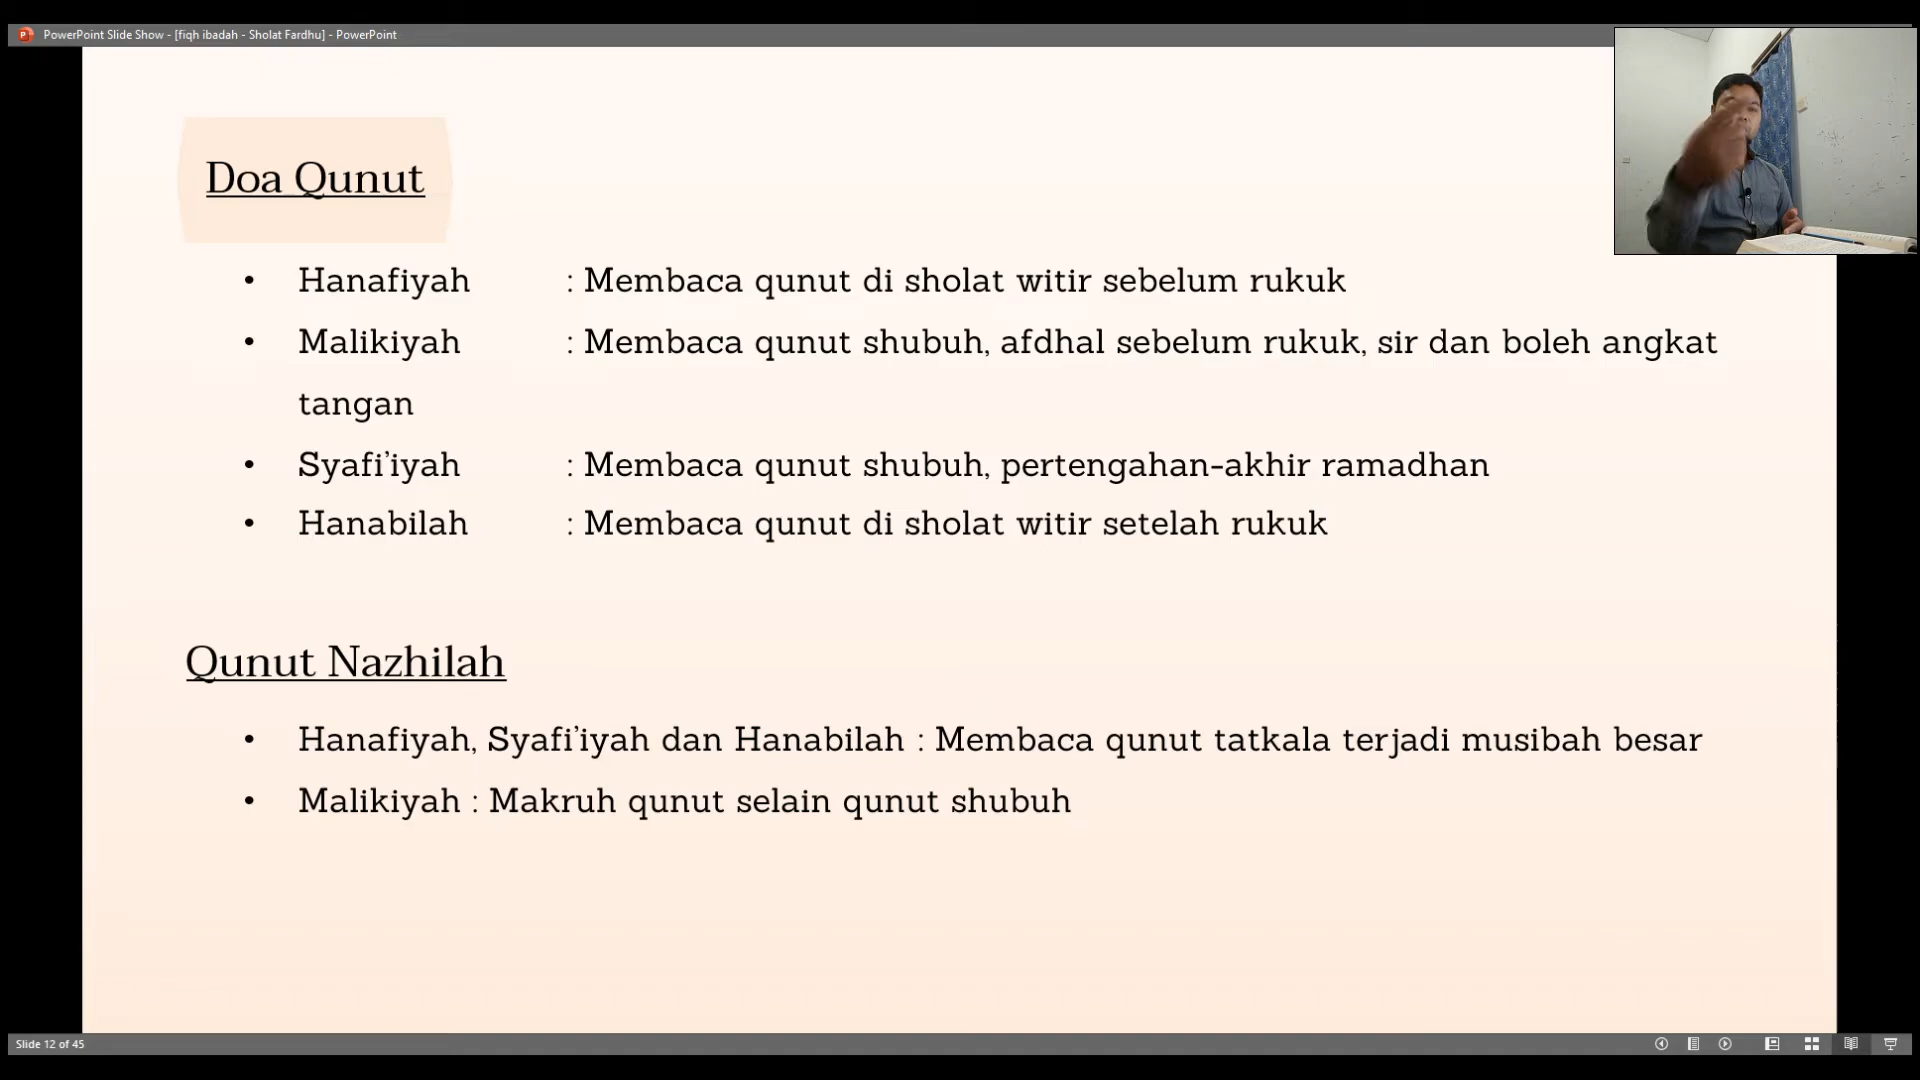 PowerPoint Slide Show - [fiqh ibadah - Sholat Fardhu] - PowerPoint
Doa Qunut
• Hanafiyah : Membaca qunut di sholat witir sebelum rukuk
• Malikiyah : Membaca qunut shubuh, afdhal sebelum rukuk, sir dan boleh angkat
tangan
• Syafi’iyah : Membaca qunut shubuh, pertengahan-akhir ramadhan
• Hanabilah : Membaca qunut di sholat witir setelah rukuk
Qunut Nazhilah
• Hanafiyah, Syafi’iyah dan Hanabilah : Membaca qunut tatkala terjadi musibah besar
• Malikiyah : Makruh qunut selain qunut shubuh
Slide 12 of 45